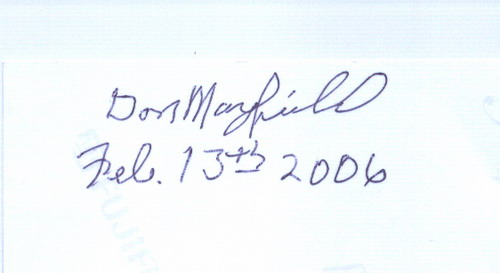 Don Mayfield
Feb. 13th 2006